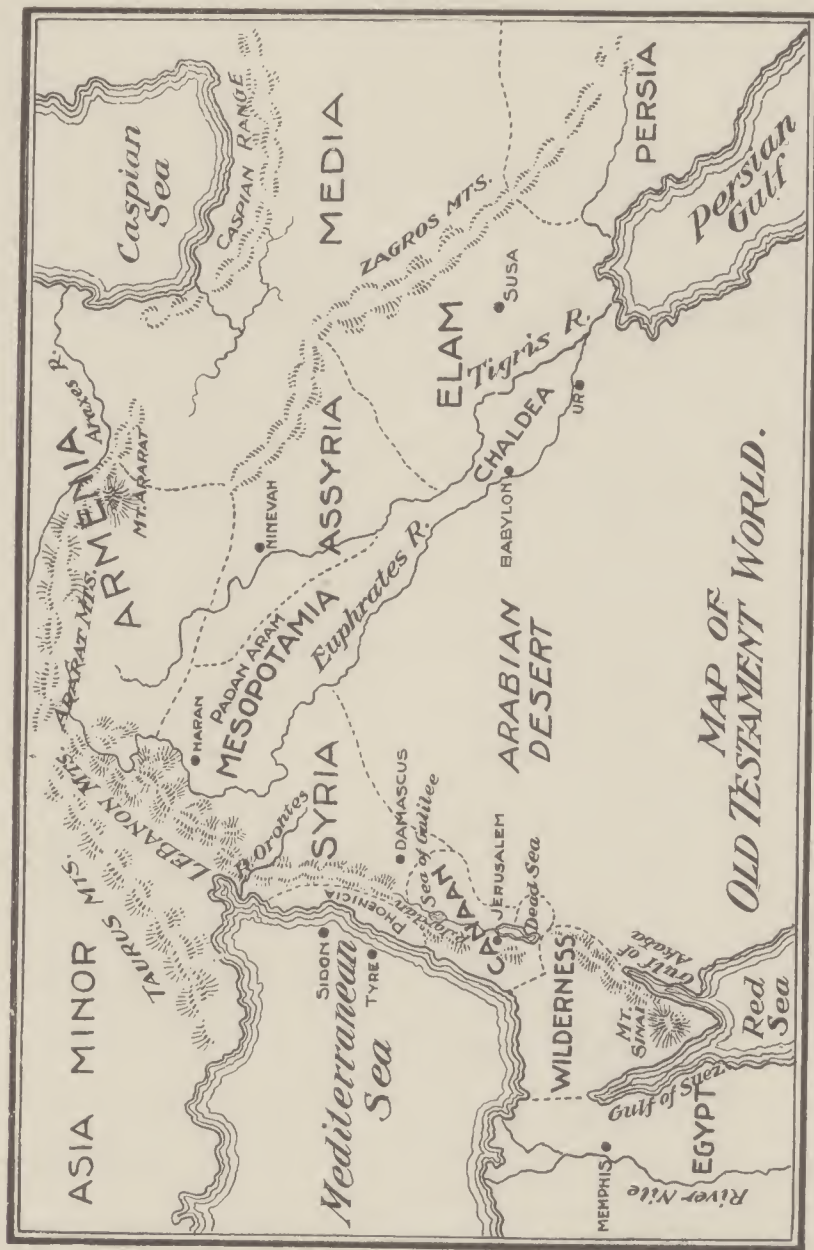 ASIA MINOR
TAURUS MTS.
LEBANON MTS.
ARARAT MTS.
ARMENIA
Araxes R.
MT. ARARAT
Caspian
Sea
CASPIAN RANGE
MEDIA
ZAGROS MTS.
PERSIA
Persian
Gulf
HARAN
PADAN ARAM
MESOPOTAMIA
NINEVAH
ASSYRIA
ELAM
SUSA
Tigris R.
CHALDEA
UR
BABYLON
Euphrates R.
Mediterranean
Sea
SIDON
TYRE
PHOENICIA
R. Orontes
SYRIA
DAMASCUS
Sea of Galilee
Jordan
CANAAN
JERUSALEM
Dead Sea
ARABIAN
DESERT
WILDERNESS
MT.
SINAI
Gulf of
Akaba
Gulf of Suez
Red
Sea
EGYPT
MEMPHIS
River Nile
MAP OF
OLD TESTAMENT WORLD.